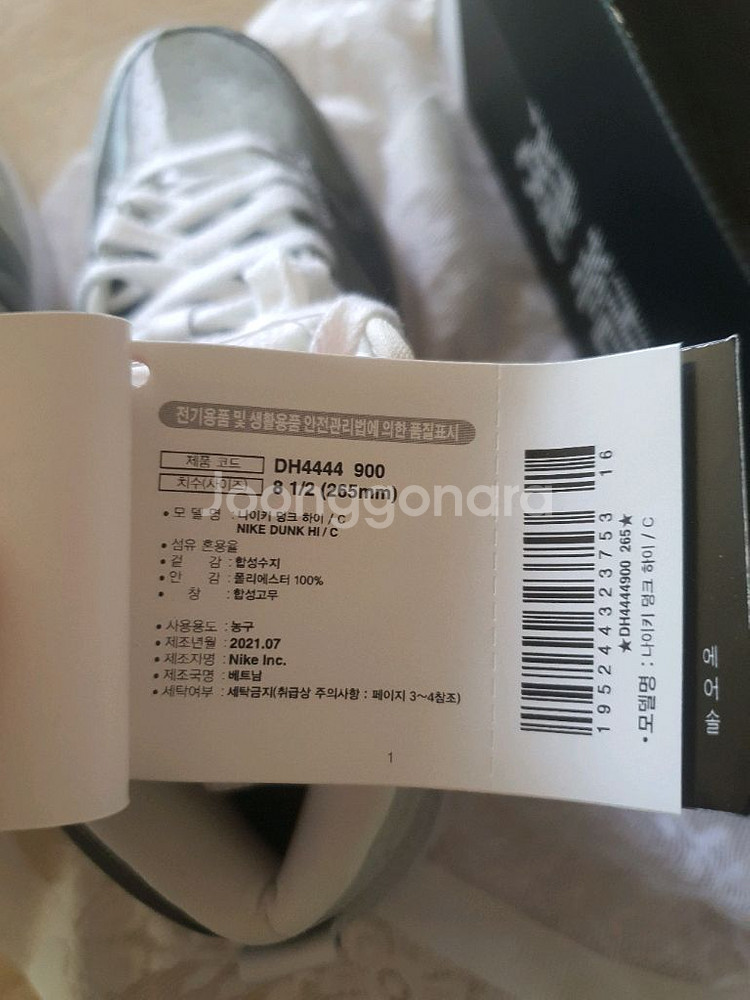 전기용품 및 생활용품 안전관리법에 의한 품질표시
제품 코드 DH4444 900
치수(사이즈) 8 1/2 (265mm)
Joonggonara
• 모 델 명 : 나이키 덩크 하이 / C
NIKE DUNK HI / C
• 섬유 혼용율
• 겉 감 : 합성수지
• 안 감 : 폴리에스터 100%
• 창 : 합성고무
• 사용용도 : 농구
• 제조년월 : 2021.07
• 제조자명 : Nike Inc.
• 제조국명 : 베트남
• 세탁여부 : 세탁금지(취급상 주의사항 : 페이지 3~4참조)
1
195244323753 16
★DH4444900 265★
• 모델명 : 나이키 덩크 하이 / C
에어솔